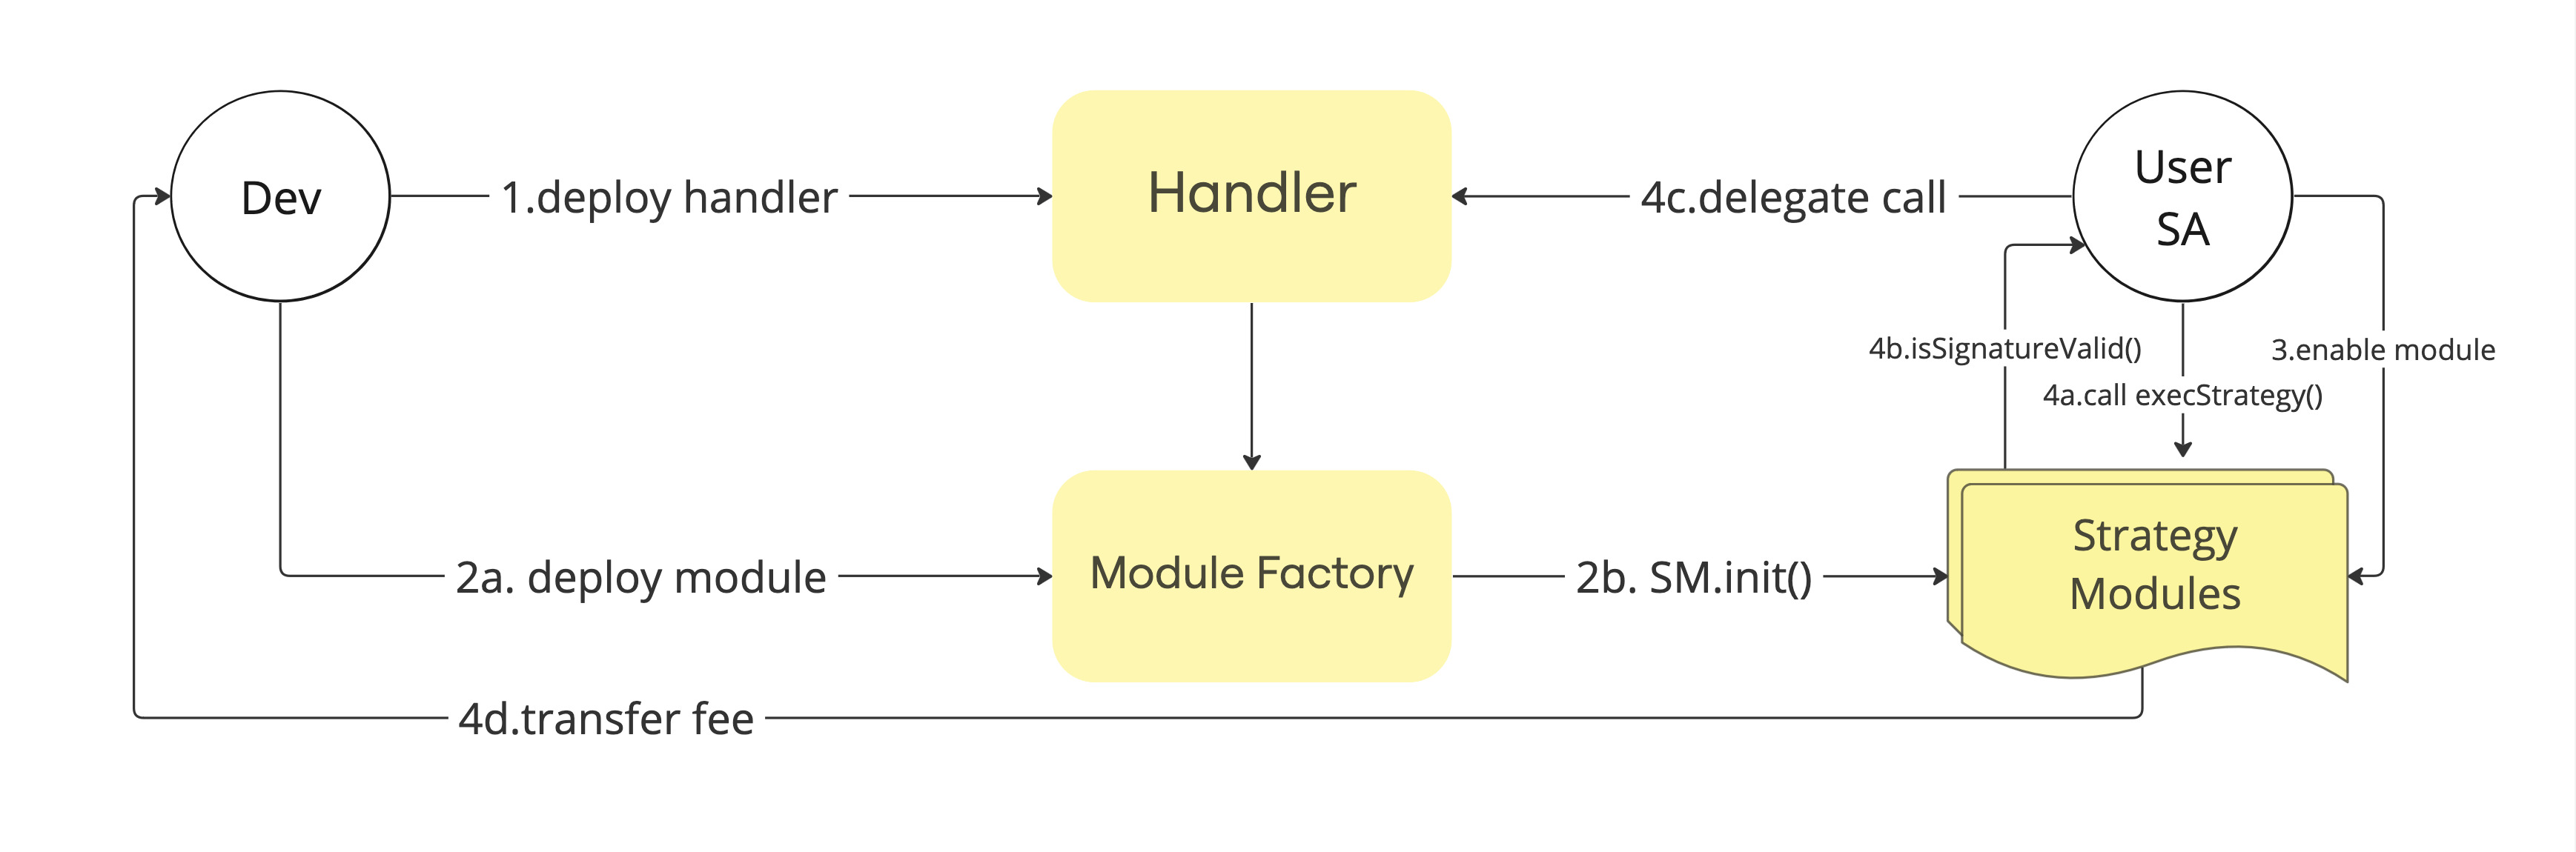 Dev
1.deploy handler
Handler
4c.delegate call
User
SA
4b.isSignatureValid()
3.enable module
4a.call execStrategy()
2a. deploy module
Module Factory
2b. SM.init()
Strategy
Modules
4d.transfer fee